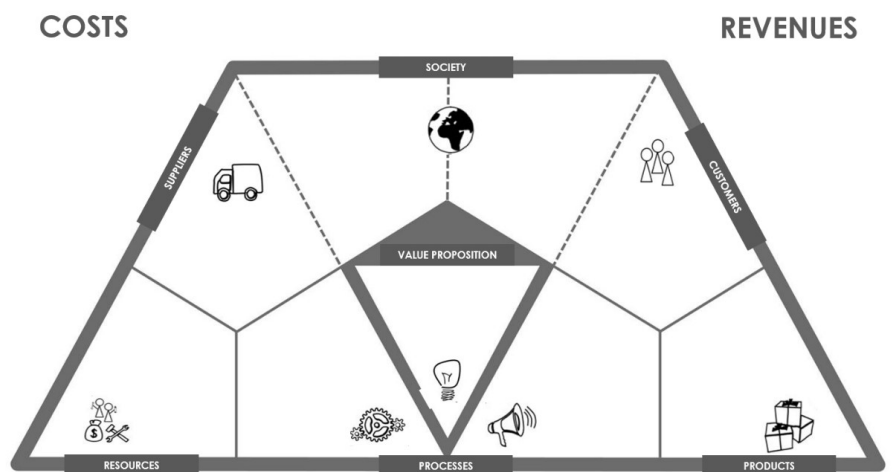 COSTS
REVENUES
SOCIETY
SUPPLIERS
CUSTOMERS
VALUE PROPOSITION
$
RESOURCES
PROCESSES
PRODUCTS